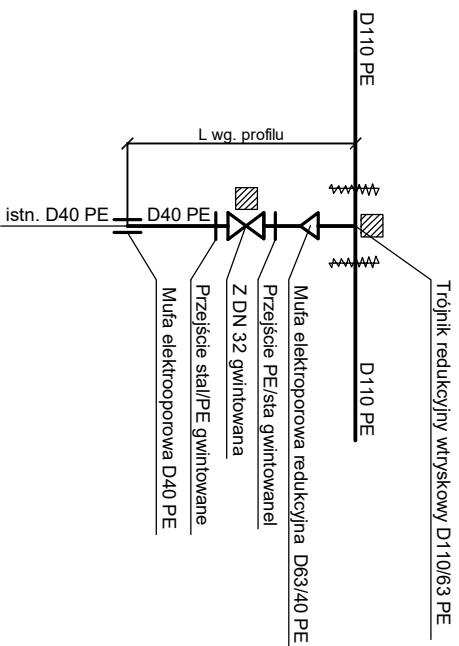 D110 PE
D110 PE
Trójnik redukcyjny wtryskowy D110/63 PE
L wg. profilu
istn. D40 PE
D40 PE
Mufa elektroporowa redukcyjna D63/40 PE
Przejście PE/sta gwintowanel
Z DN 32 gwintowana
Przejście stal/PE gwintowane
Mufa elektrooporowa D40 PE